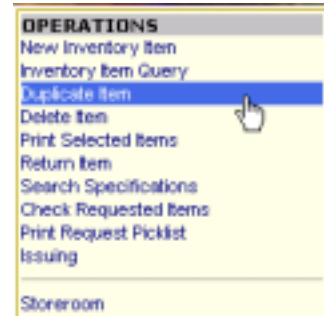 OPERATIONS
New Inventory Item
Inventory Item Query
Duplicate Item
Delete Item
Print Selected Items
Return Item
Search Specifications
Check Requested Items
Print Request Picklist
Issuing
Storeroom